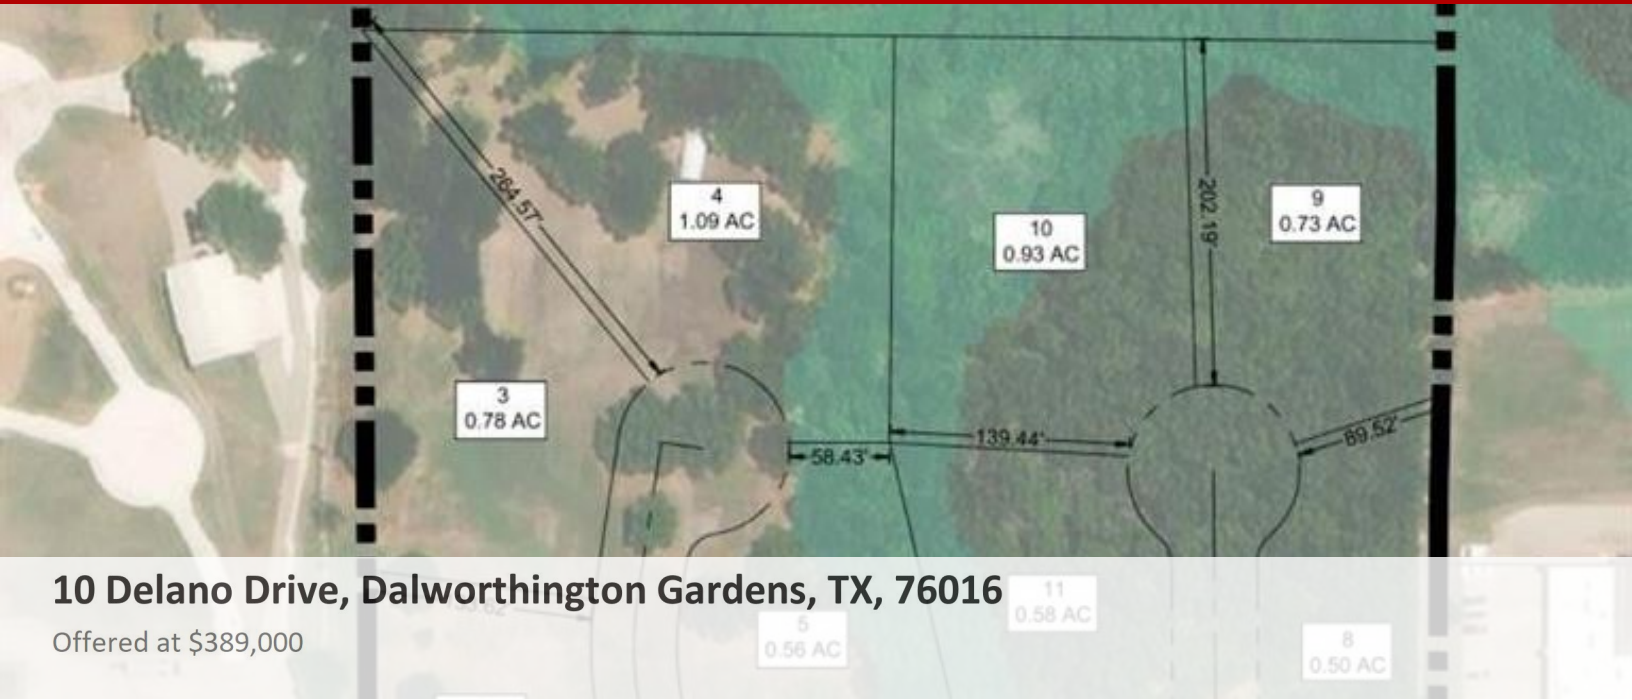 264.57'
4
1.09 AC
10
0.93 AC
202.19'
9
0.73 AC
3
0.78 AC
139.44'
58.43'
89.52'
10 Delano Drive, Dalworthington Gardens, TX, 76016
Offered at $389,000
11
0.58 AC
5
0.56 AC
8
0.50 AC